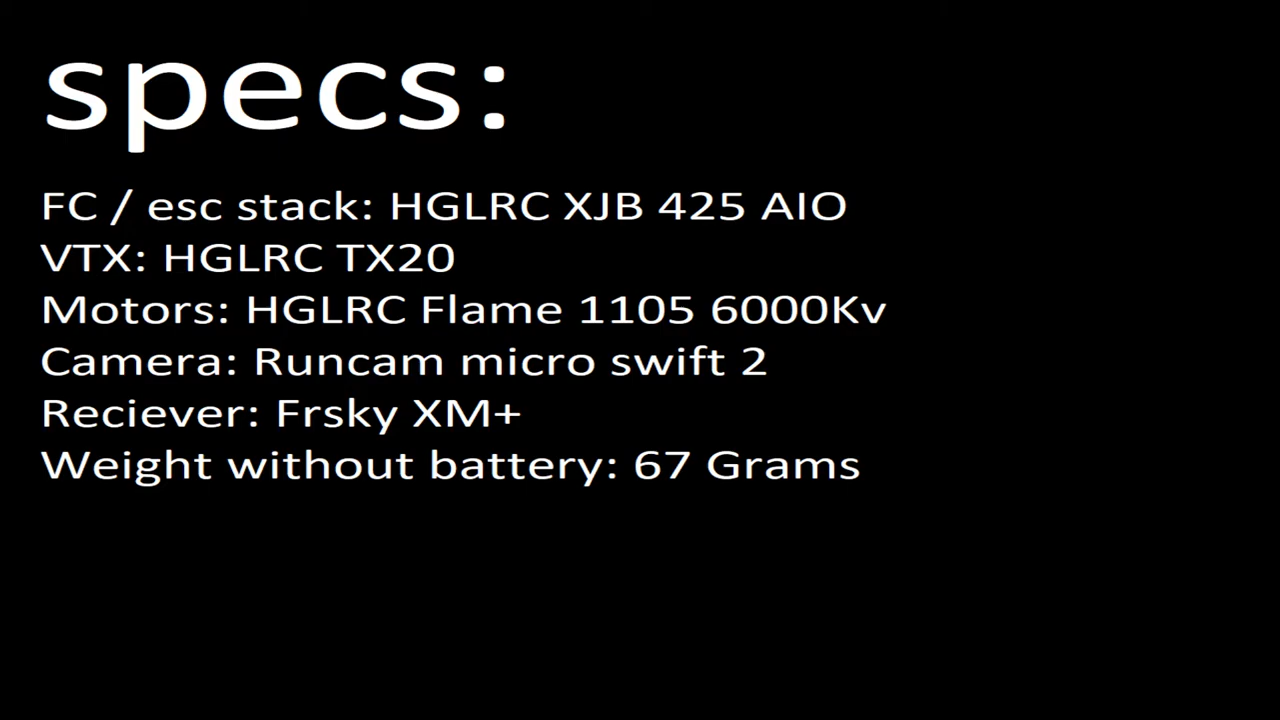 specs:
FC / esc stack: HGLRC XJB 425 AIO
VTX: HGLRC TX20
Motors: HGLRC Flame 1105 6000Kv
Camera: Runcam micro swift 2
Reciever: Frsky XM+
Weight without battery: 67 Grams